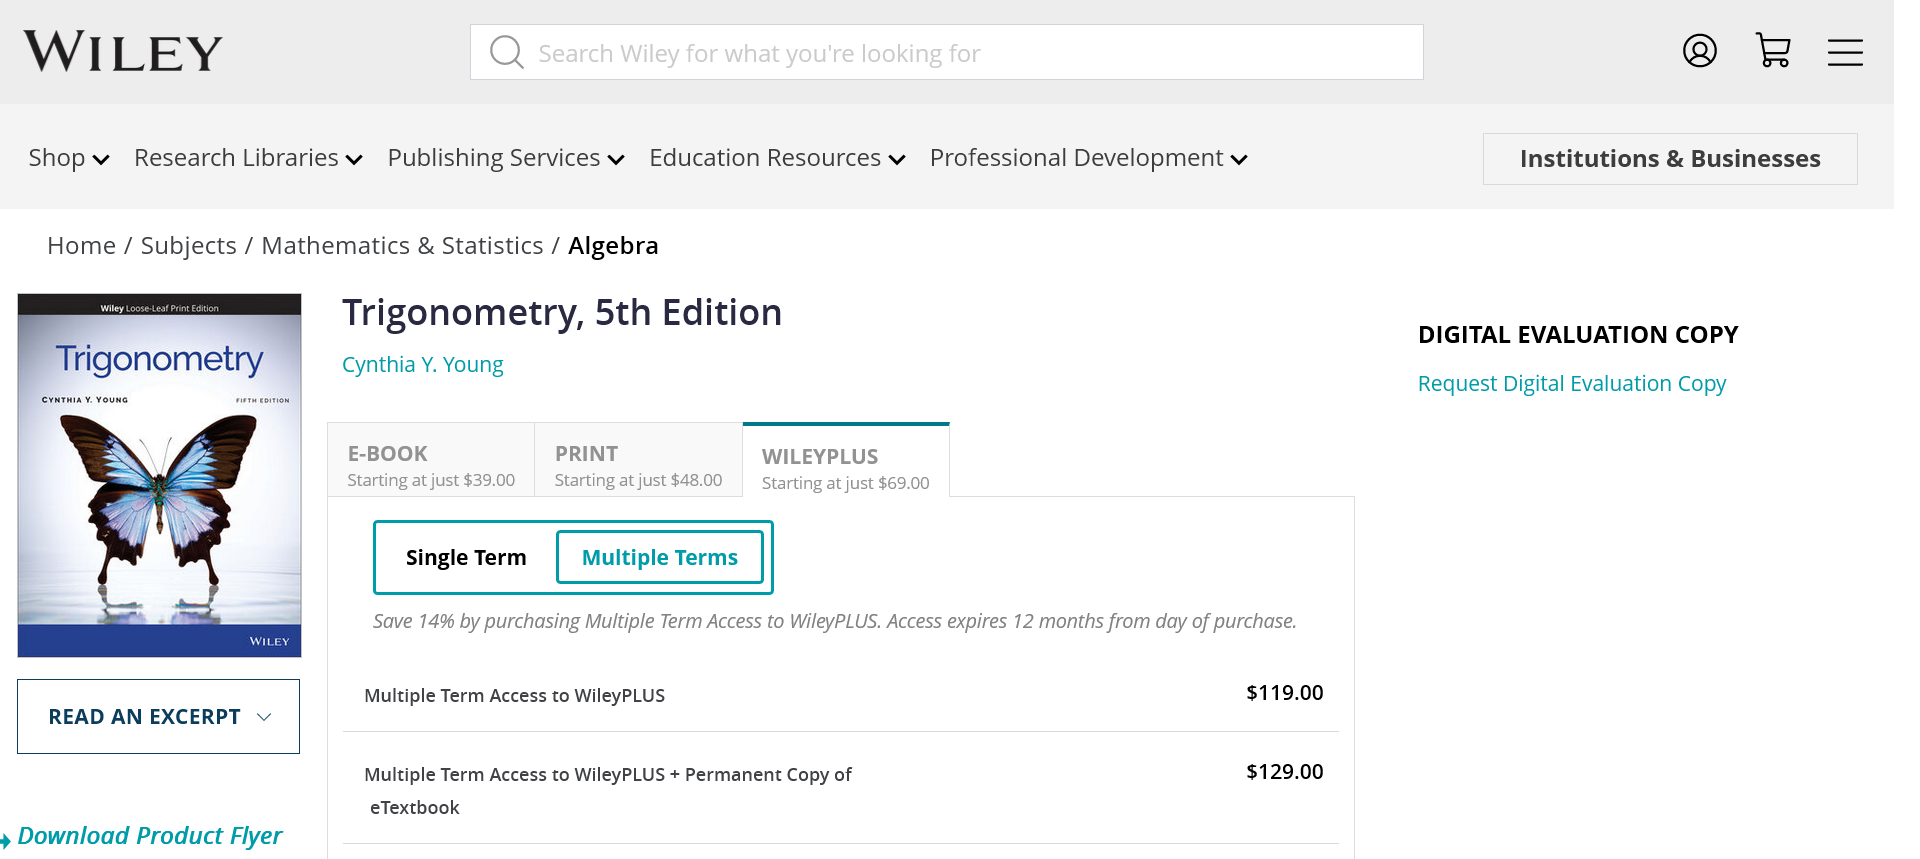 WILEY
Search Wiley for what you're looking for
Shop
Research Libraries
Publishing Services
Education Resources
Professional Development
Institutions & Businesses
Home / Subjects / Mathematics & Statistics / Algebra
Wiley Loose-Leaf Print Edition
Trigonometry
CYNTHIA Y. YOUNG
FIFTH EDITION
WILEY
READ AN EXCERPT
Download Product Flyer
Trigonometry, 5th Edition
Cynthia Y. Young
E-BOOK
Starting at just $39.00
PRINT
Starting at just $48.00
WILEYPLUS
Starting at just $69.00
Single Term
Multiple Terms
Save 14% by purchasing Multiple Term Access to WileyPLUS. Access expires 12 months from day of purchase.
Multiple Term Access to WileyPLUS
$119.00
Multiple Term Access to WileyPLUS + Permanent Copy of
eTextbook
$129.00
DIGITAL EVALUATION COPY
Request Digital Evaluation Copy